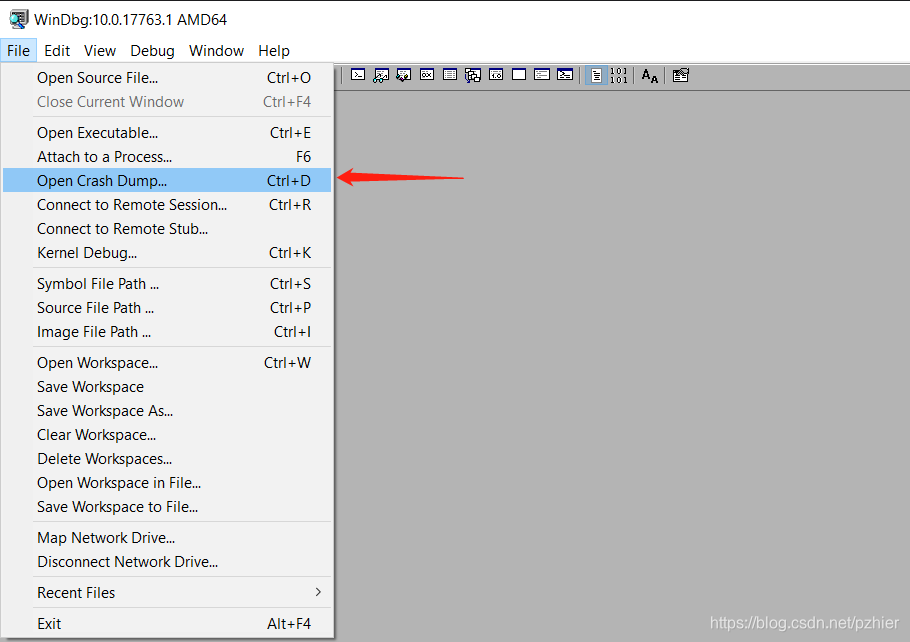 WinDbg:10.0.17763.1 AMD64
File Edit View Debug Window Help
Open Source File... Ctrl+O
Close Current Window Ctrl+F4
Open Executable... Ctrl+E
Attach to a Process... F6
Open Crash Dump... Ctrl+D
Connect to Remote Session... Ctrl+R
Connect to Remote Stub...
Kernel Debug... Ctrl+K
Symbol File Path ... Ctrl+S
Source File Path ... Ctrl+P
Image File Path ... Ctrl+I
Open Workspace... Ctrl+W
Save Workspace
Save Workspace As...
Clear Workspace...
Delete Workspaces...
Open Workspace in File...
Save Workspace to File...
Map Network Drive...
Disconnect Network Drive...
Recent Files
Exit Alt+F4
https://blog.csdn.net/pzhier